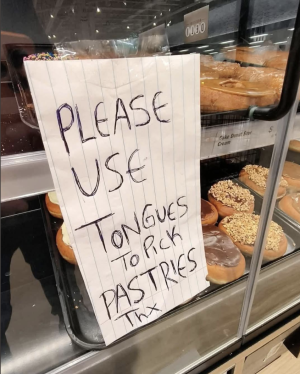 PLEASE
USE
TONGUES
TO PICK
PASTRIES
Thx